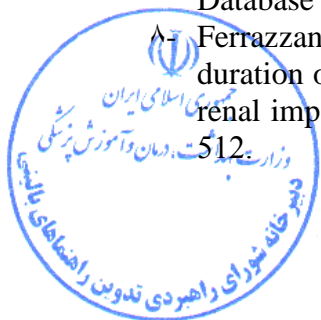 Database
۸- Ferrazzan
duration o
renal imp
512.
جمهوری اسلامی ایران
وزارت بهداشت، درمان و آموزش پزشکی
دبیرخانه شورای راهبردی تدوین راهنماهای بالینی